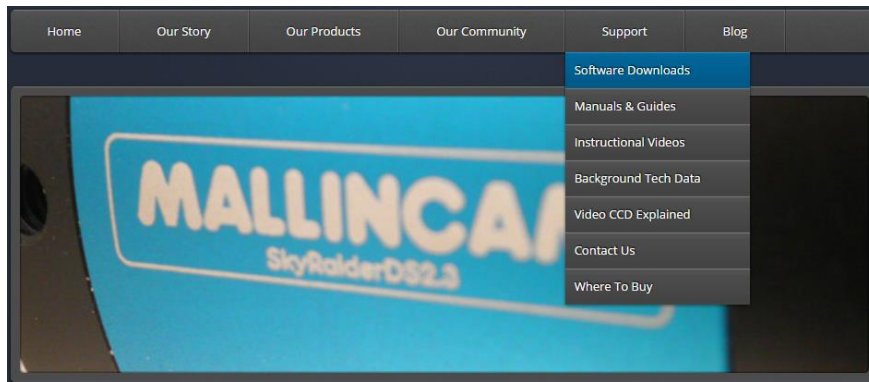 Home Our Story Our Products Our Community Support Blog
Software Downloads
Manuals & Guides
Instructional Videos
Background Tech Data
Video CCD Explained
Contact Us
Where To Buy
MALLINCA
SkyRaiderDS2.3